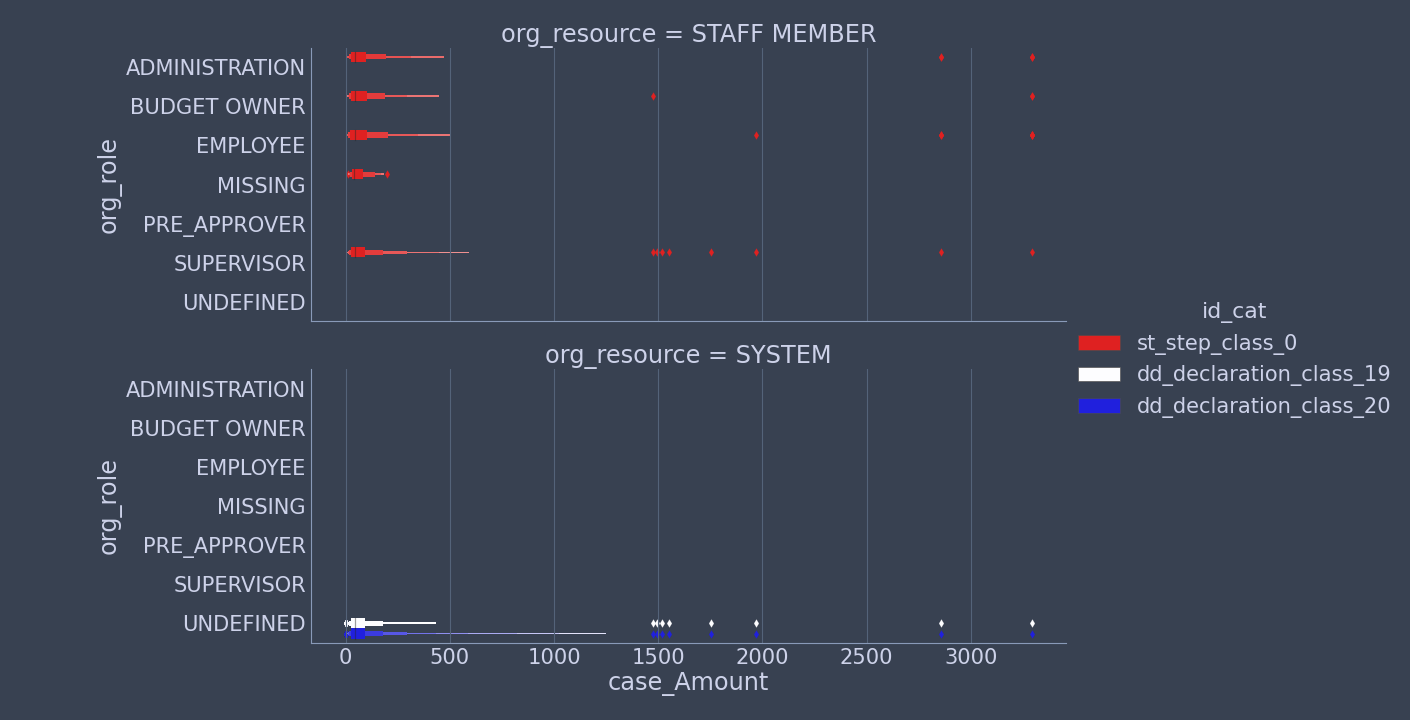 org_resource = STAFF MEMBER
ADMINISTRATION
BUDGET OWNER
EMPLOYEE
MISSING
PRE_APPROVER
SUPERVISOR
UNDEFINED
org_role
org_resource = SYSTEM
ADMINISTRATION
BUDGET OWNER
EMPLOYEE
MISSING
PRE_APPROVER
SUPERVISOR
UNDEFINED
org_role
0 500 1000 1500 2000 2500 3000
case_Amount
id_cat
st_step_class_0
dd_declaration_class_19
dd_declaration_class_20